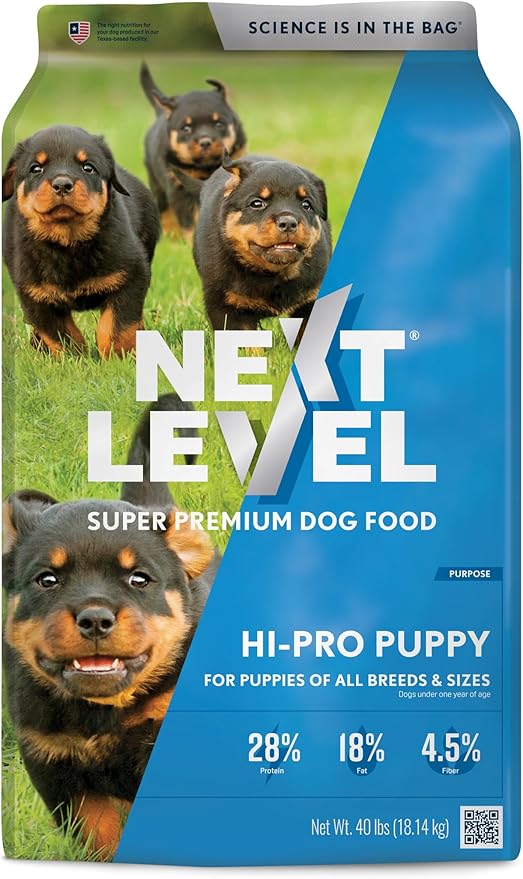 The right nutrition for
your dog produced in our
Texas-based facility.
SCIENCE IS IN THE BAG®
NEXT®
LEVEL
SUPER PREMIUM DOG FOOD
PURPOSE
HI-PRO PUPPY
FOR PUPPIES OF ALL BREEDS & SIZES
Dogs under one year of age
28% 18% 4.5%
Protein Fat Fiber
Net Wt. 40 lbs (18.14 kg)